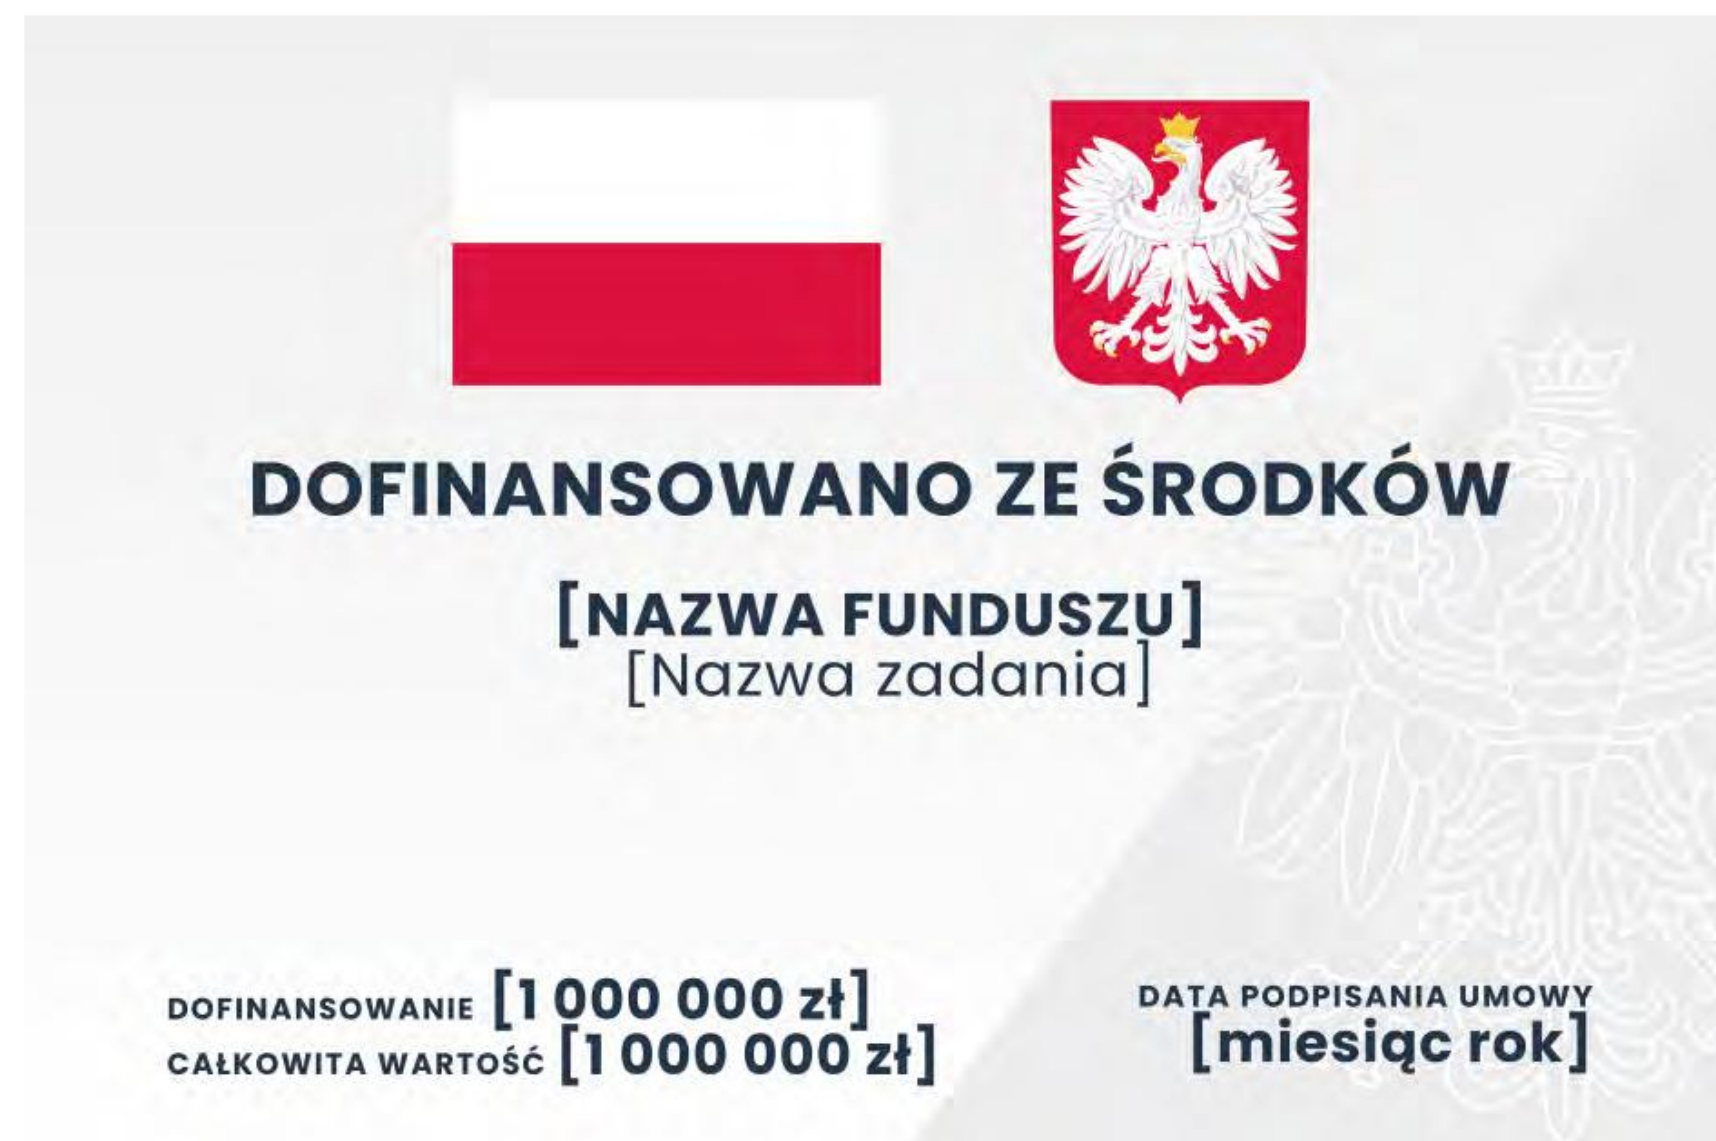 DOFINANSOWANO ZE ŚRODKÓW
[NAZWA FUNDUSZU]
[Nazwa zadania]
DOFINANSOWANIE [1 000 000 zł]
CAŁKOWITA WARTOŚĆ [1 000 000 zł]
DATA PODPISANIA UMOWY
[miesiąc rok]